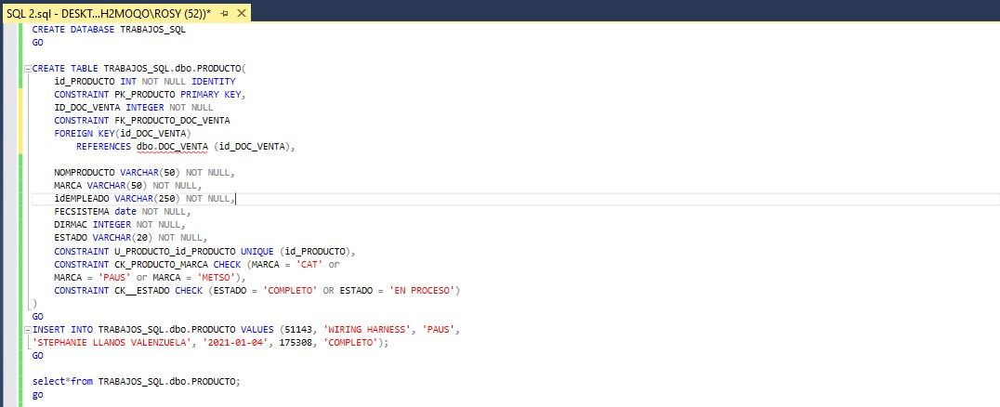 SQL 2.sql - DESKT...H2MOQO\ROSY (52))*
CREATE DATABASE TRABAJOS_SQL
GO
CREATE TABLE TRABAJOS_SQL.dbo.PRODUCTO(
id_PRODUCTO INT NOT NULL IDENTITY
CONSTRAINT PK_PRODUCTO PRIMARY KEY,
ID_DOC_VENTA INTEGER NOT NULL
CONSTRAINT FK_PRODUCTO_DOC_VENTA
FOREIGN KEY(id_DOC_VENTA)
REFERENCES dbo.DOC_VENTA (id_DOC_VENTA),
NOMPRODUCTO VARCHAR(50) NOT NULL,
MARCA VARCHAR(50) NOT NULL,
idEMPLEADO VARCHAR(250) NOT NULL,
FECSISTEMA date NOT NULL,
DIRMAC INTEGER NOT NULL,
ESTADO VARCHAR(20) NOT NULL,
CONSTRAINT U_PRODUCTO_id_PRODUCTO UNIQUE (id_PRODUCTO),
CONSTRAINT CK_PRODUCTO_MARCA CHECK (MARCA = 'CAT' or
MARCA = 'PAUS' or MARCA = 'METSO'),
CONSTRAINT CK__ESTADO CHECK (ESTADO = 'COMPLETO' OR ESTADO = 'EN PROCESO')
)
GO
INSERT INTO TRABAJOS_SQL.dbo.PRODUCTO VALUES (51143, 'WIRING HARNESS', 'PAUS',
'STEPHANIE LLANOS VALENZUELA', '2021-01-04', 175308, 'COMPLETO');
GO
select*from TRABAJOS_SQL.dbo.PRODUCTO;
go